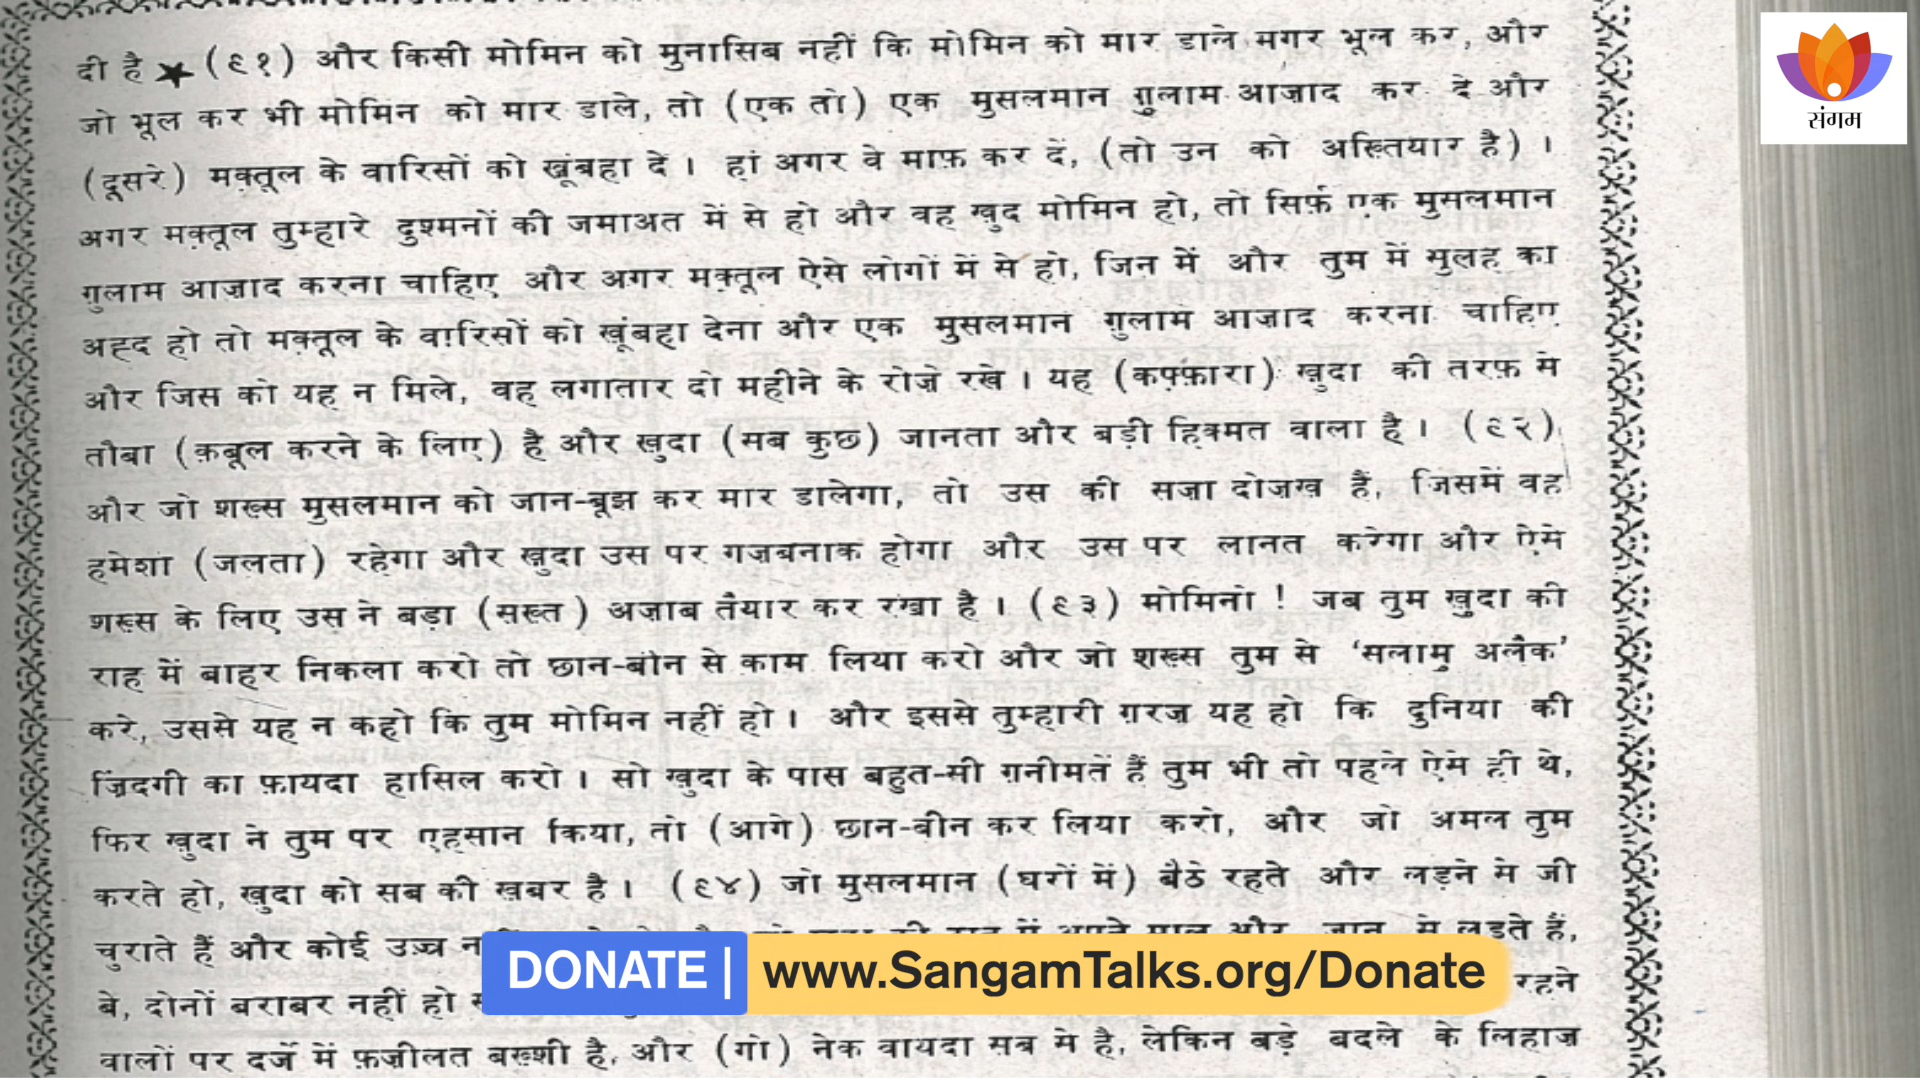 दी है ★ (९१) और किसी मोमिन को मुनासिब नहीं कि मोमिन को मार डाले मगर भूल कर, और
जो भूल कर भी मोमिन को मार डाले, तो (एक तो) एक मुसलमान ग़ुलाम आज़ाद कर दे और
(दूसरे) मक़्तूल के वारिसों को ख़ूंबहा दे । हां अगर वे माफ़ कर दें, (तो उन को अख़्तियार है) ।
अगर मक़्तूल तुम्हारे दुश्मनों की जमाअत में से हो और वह ख़ुद मोमिन हो, तो सिर्फ़ एक मुसलमान
ग़ुलाम आज़ाद करना चाहिए और अगर मक़्तूल ऐसे लोगों में से हो, जिन में और तुम में सुलह का
अह्द हो तो मक़्तूल के वारिसों को ख़ूंबहा देना और एक मुसलमान ग़ुलाम आज़ाद करना चाहिए
और जिस को यह न मिले, वह लगातार दो महीने के रोज़े रखे । यह (कफ़्फ़ारा) ख़ुदा की तरफ़ से
तौबा (क़बूल करने के लिए) है और ख़ुदा (सब कुछ) जानता और बड़ी हिक्मत वाला है । (९२)
और जो शख़्स मुसलमान को जान-बूझ कर मार डालेगा, तो उस की सज़ा दोज़ख़ है, जिसमें वह
हमेशा (जलता) रहेगा और ख़ुदा उस पर ग़ज़बनाक होगा और उस पर लानत करेगा और ऐसे
शख़्स के लिए उस ने बड़ा (सख़्त) अज़ाब तैयार कर रखा है । (९३) मोमिनो ! जब तुम ख़ुदा की
राह में बाहर निकला करो तो छान-बीन से काम लिया करो और जो शख़्स तुम से ‘सलामु अलैक’
करे, उससे यह न कहो कि तुम मोमिन नहीं हो । और इससे तुम्हारी ग़रज़ यह हो कि दुनिया की
ज़िंदगी का फ़ायदा हासिल करो । सो ख़ुदा के पास बहुत-सी ग़नीमतें हैं तुम भी तो पहले ऐसे ही थे,
फिर ख़ुदा ने तुम पर एहसान किया, तो (आगे) छान-बीन कर लिया करो, और जो अमल तुम
करते हो, ख़ुदा को सब की ख़बर है । (९४) जो मुसलमान (घरों में) बैठे रहते और लड़ने से जी
चुराते हैं और कोई उज़्र में अपने माल और जान से लड़ते हैं,
वे, दोनों बराबर नहीं हो रहने
वालों पर दर्जे में फ़ज़ीलत बख़्शी है, और (गो) नेक वायदा सब से है, लेकिन बड़े बदले के लिहाज़
संगम
DONATE | www.SangamTalks.org/Donate